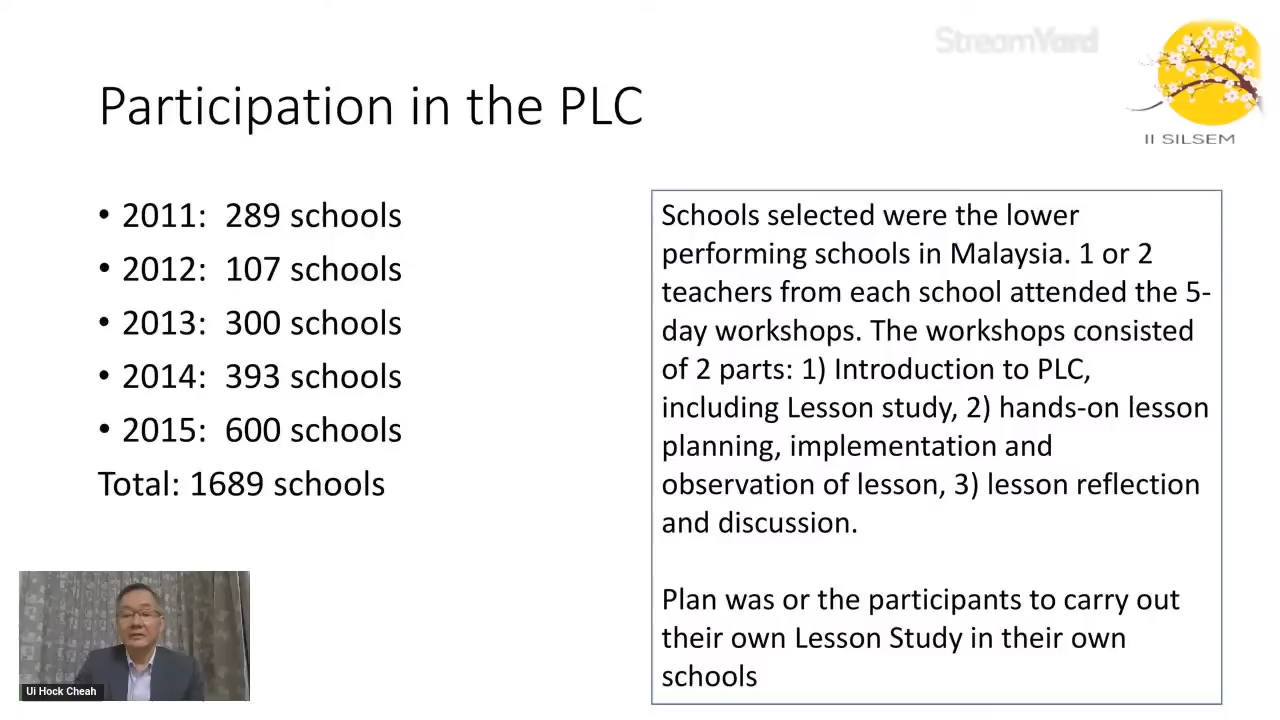 StreamYard
II SILSEM
Participation in the PLC
• 2011: 289 schools
• 2012: 107 schools
• 2013: 300 schools
• 2014: 393 schools
• 2015: 600 schools
Total: 1689 schools
Schools selected were the lower
performing schools in Malaysia. 1 or 2
teachers from each school attended the 5-
day workshops. The workshops consisted
of 2 parts: 1) Introduction to PLC,
including Lesson study, 2) hands-on lesson
planning, implementation and
observation of lesson, 3) lesson reflection
and discussion.
Plan was or the participants to carry out
their own Lesson Study in their own
schools
Ui Hock Cheah